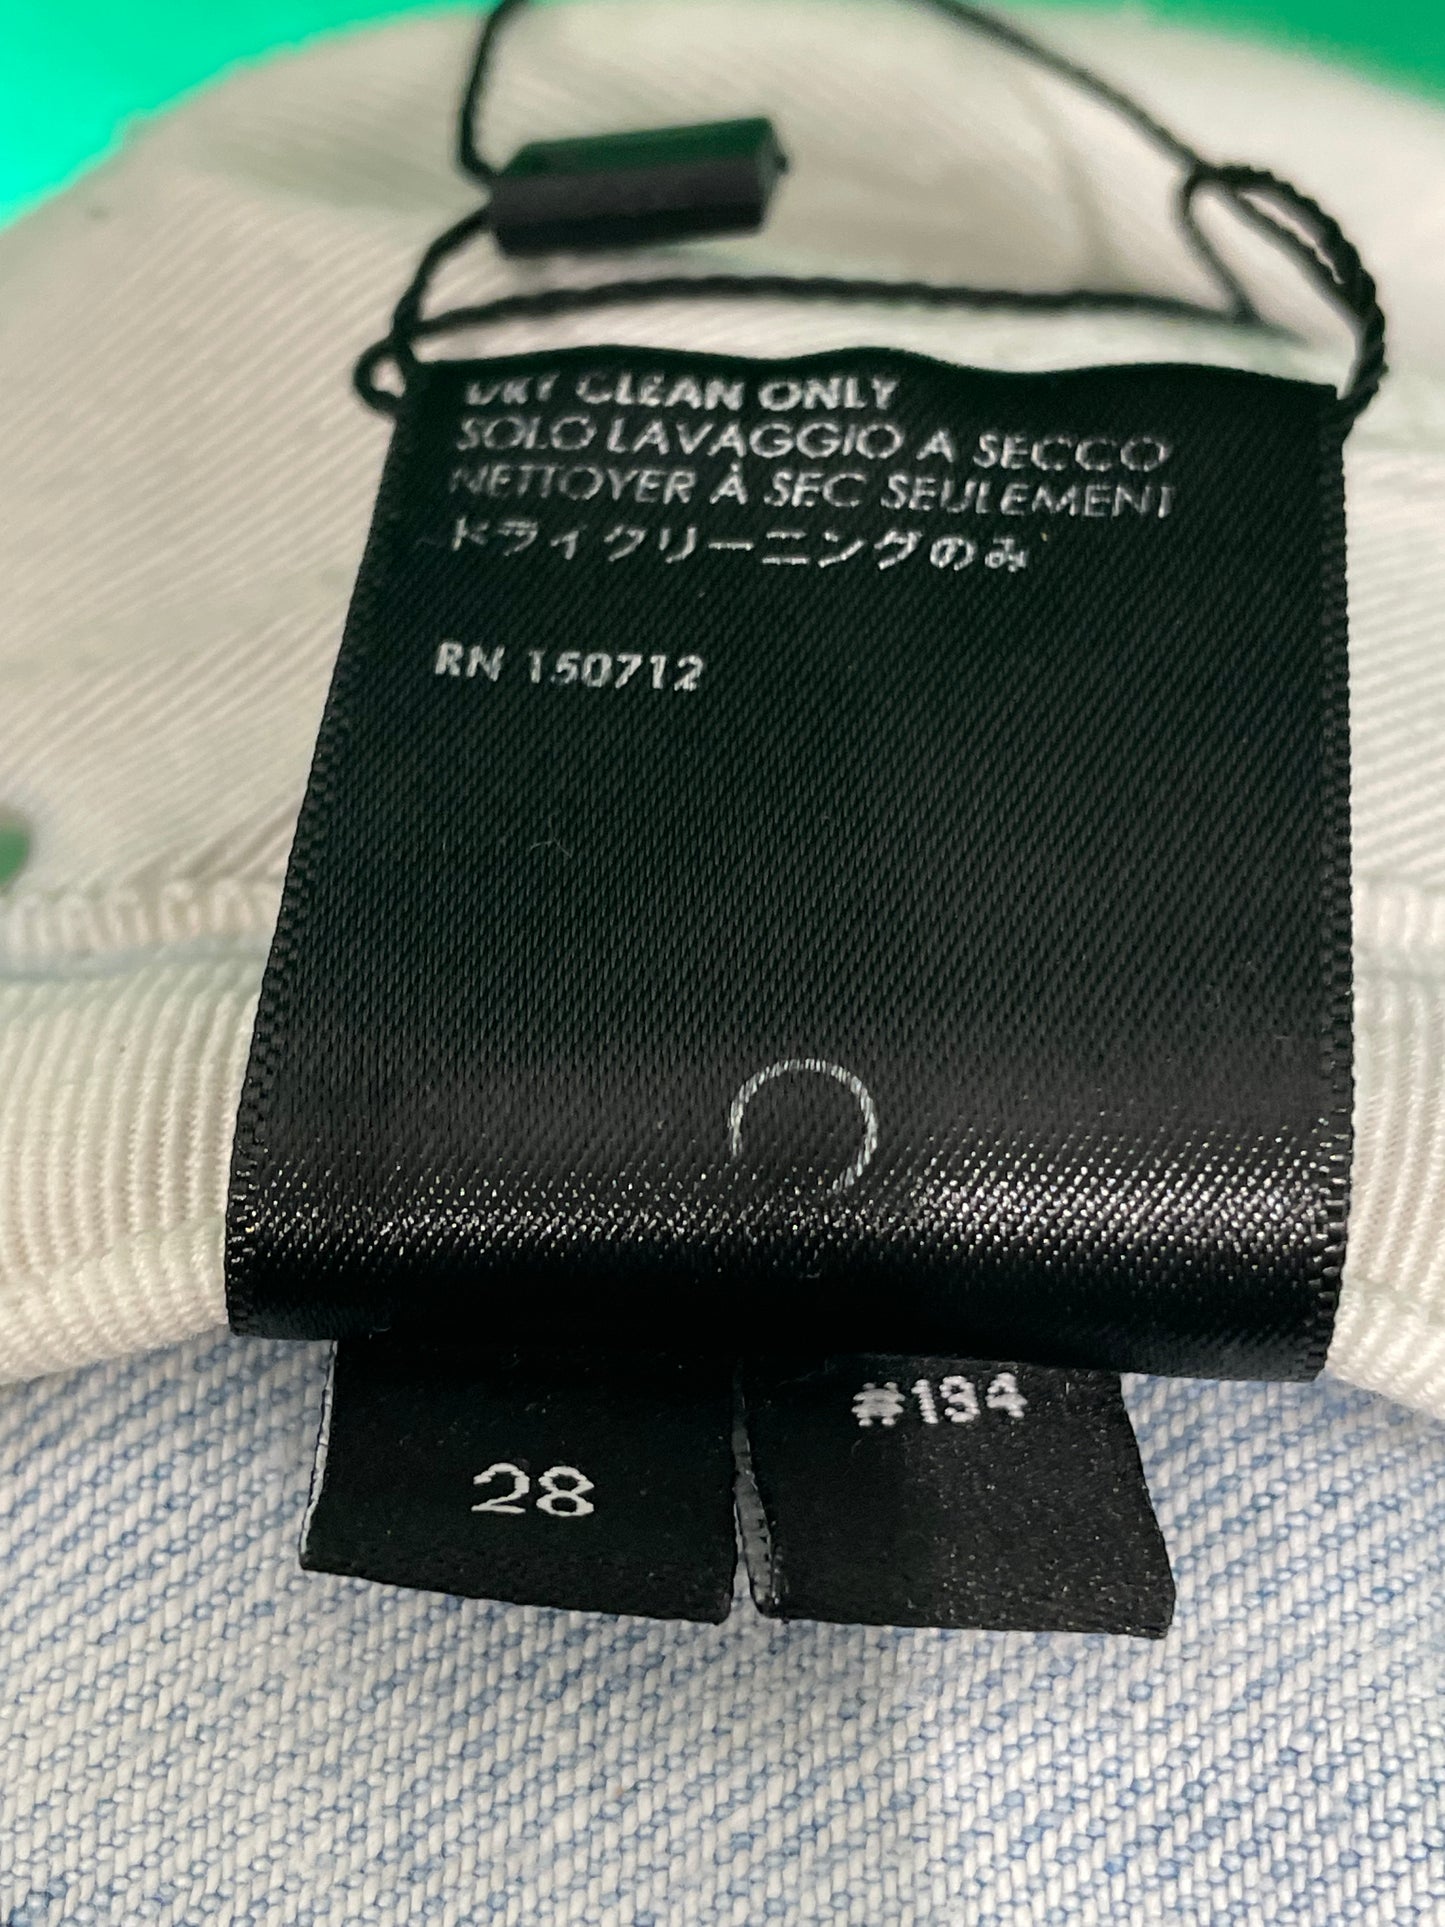 DRY CLEAN ONLY
SOLO LAVAGGIO A SECCO
NETTOYER À SEC SEULEMENT
ドライクリーニングのみ
RN 150712
28
#194